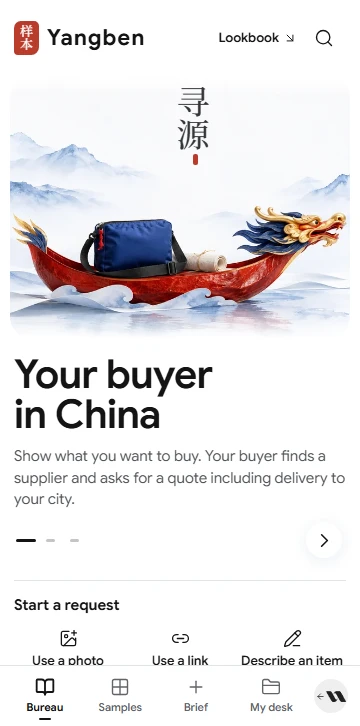 样本
Yangben
Lookbook
寻源
Your buyer
in China
Show what you want to buy. Your buyer finds a
supplier and asks for a quote including delivery to
your city.
Start a request
Use a photo
Use a link
Describe an item
Bureau
Samples
Brief
My desk